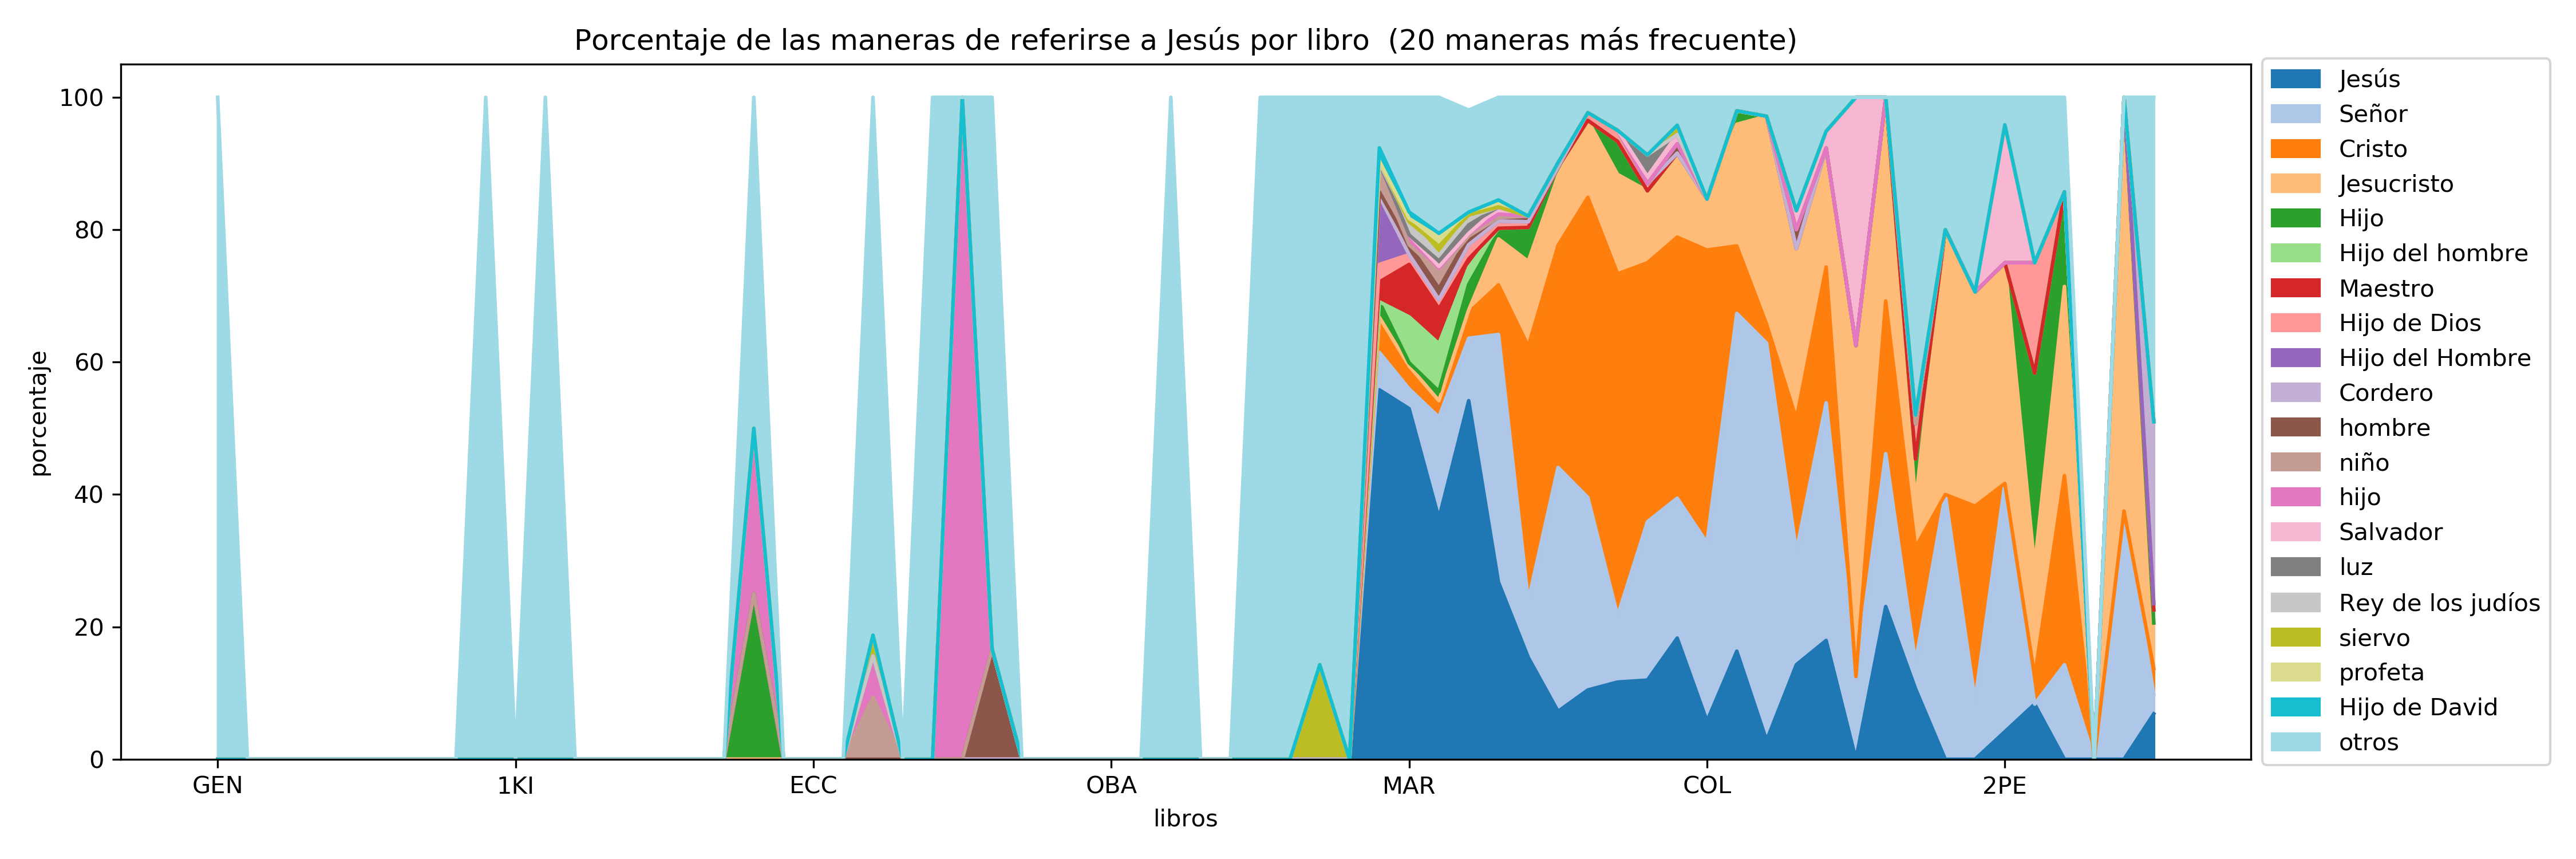 Porcentaje de las maneras de referirse a Jesús por libro  (20 maneras más frecuente)
porcentaje
100
80
60
40
20
0
GEN 1KI ECC OBA MAR COL 2PE
libros
Jesús
Señor
Cristo
Jesucristo
Hijo
Hijo del hombre
Maestro
Hijo de Dios
Hijo del Hombre
Cordero
hombre
niño
hijo
Salvador
luz
Rey de los judíos
siervo
profeta
Hijo de David
otros